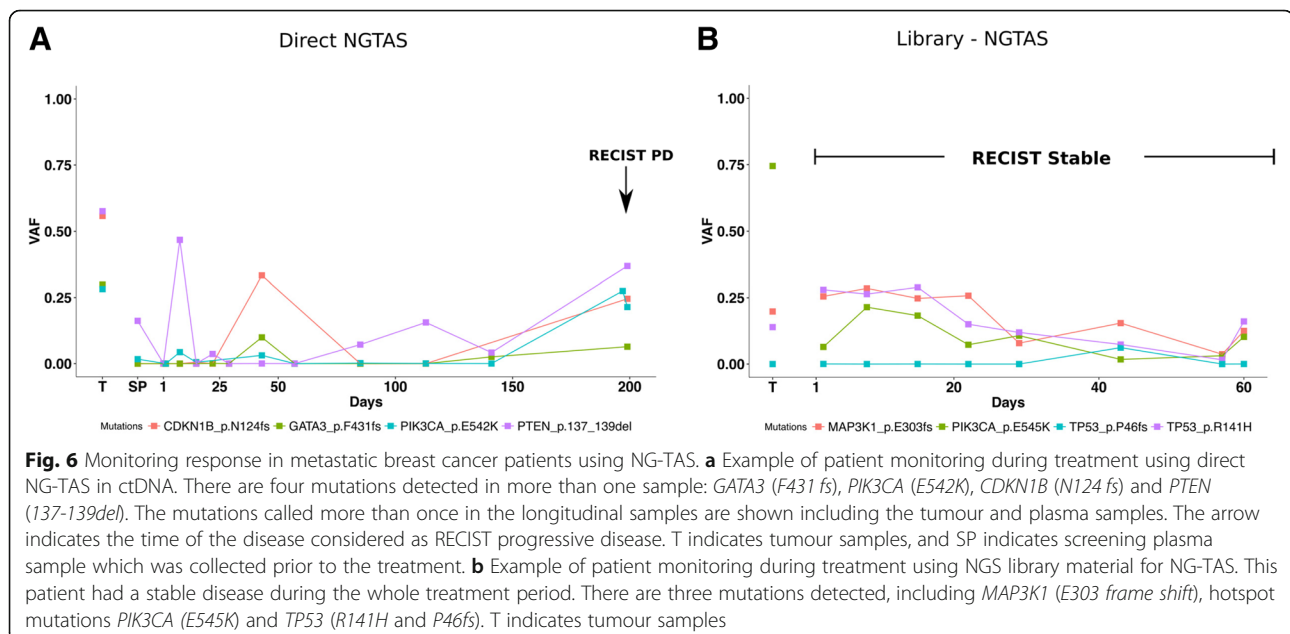 A
Direct NGTAS
VAF
1.00
0.75
0.50
0.25
0.00
RECIST PD
T SP 1 25 50 100 150 200
Days
Mutations CDKN1B_p.N124fs GATA3_p.F431fs PIK3CA_p.E542K PTEN_p.137_139del
B
Library - NGTAS
VAF
1.00
0.75
0.50
0.25
0.00
RECIST Stable
T 1 20 40 60
Days
Mutations MAP3K1_p.E303fs PIK3CA_p.E545K TP53_p.P46fs TP53_p.R141H
Fig. 6 Monitoring response in metastatic breast cancer patients using NG-TAS. a Example of patient monitoring during treatment using direct
NG-TAS in ctDNA. There are four mutations detected in more than one sample: GATA3 (F431 fs), PIK3CA (E542K), CDKN1B (N124 fs) and PTEN
(137-139del). The mutations called more than once in the longitudinal samples are shown including the tumour and plasma samples. The arrow
indicates the time of the disease considered as RECIST progressive disease. T indicates tumour samples, and SP indicates screening plasma
sample which was collected prior to the treatment. b Example of patient monitoring during treatment using NGS library material for NG-TAS. This
patient had a stable disease during the whole treatment period. There are three mutations detected, including MAP3K1 (E303 frame shift), hotspot
mutations PIK3CA (E545K) and TP53 (R141H and P46fs). T indicates tumour samples